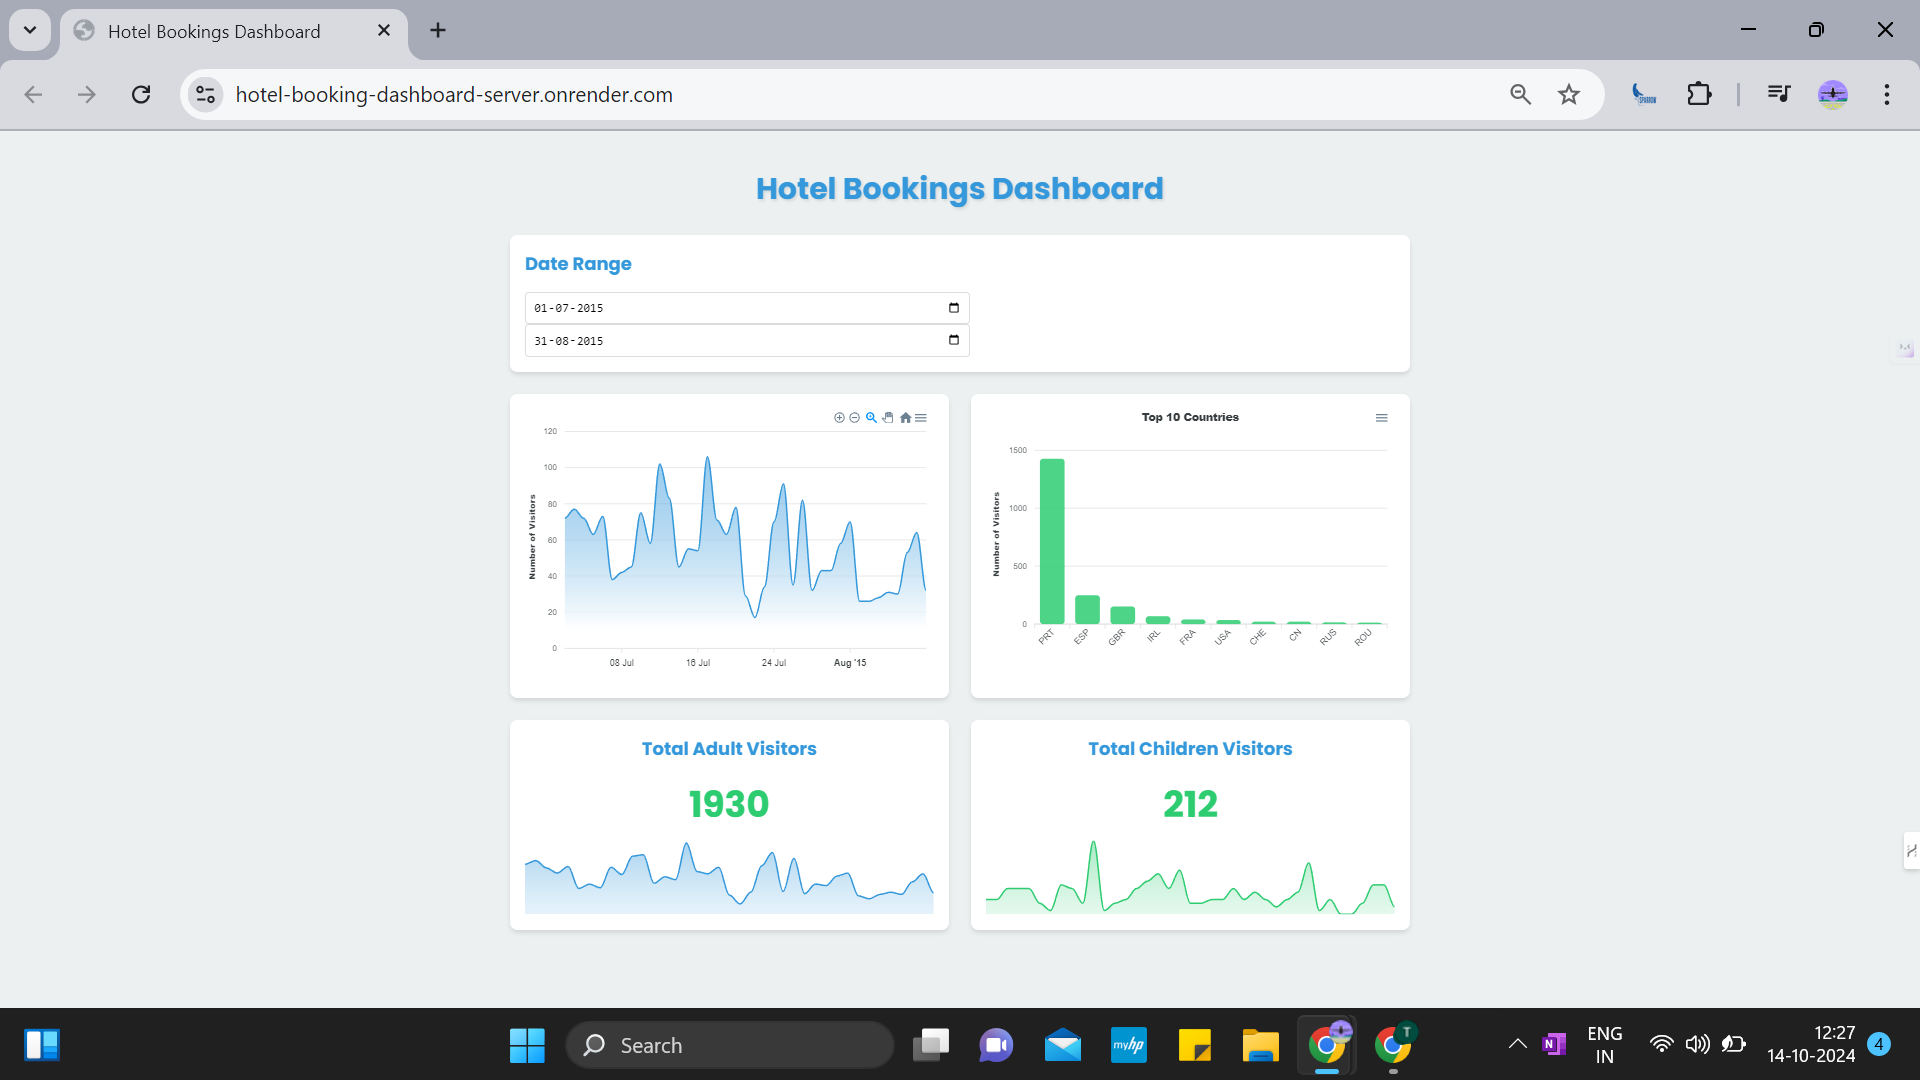 Hotel Bookings Dashboard
hotel-booking-dashboard-server.onrender.com
SPARROW
Hotel Bookings Dashboard
Date Range
01-07-2015
31-08-2015
Number of Visitors
120
100
80
60
40
20
0
08 Jul
16 Jul
24 Jul
Aug '15
Top 10 Countries
Number of Visitors
1500
1000
500
0
PRT
ESP
GBR
IRL
FRA
USA
CHE
CN
RUS
ROU
Total Adult Visitors
1930
Total Children Visitors
212
Search
myhp
T
N
ENG
IN
12:27
14-10-2024
4